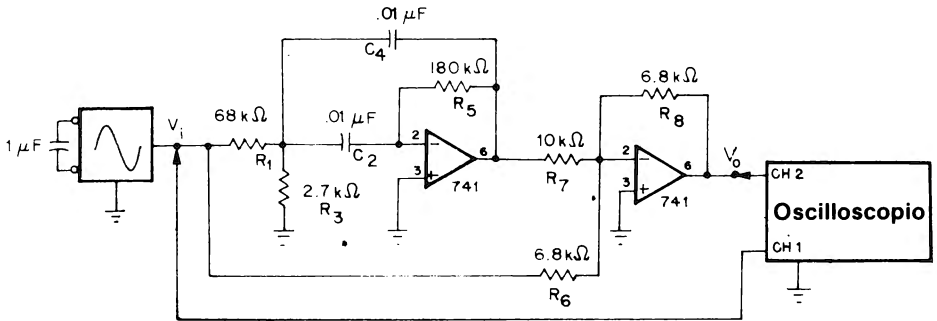 .01 µF
C4
180 kΩ
R5
6.8 kΩ
R8
1 µF
Vi
68 kΩ
R1
.01 µF
C2
2
3
6
741
10 kΩ
R7
2
3
6
741
Vo
CH 2
Oscilloscopio
CH 1
2.7 kΩ
R3
6.8 kΩ
R6